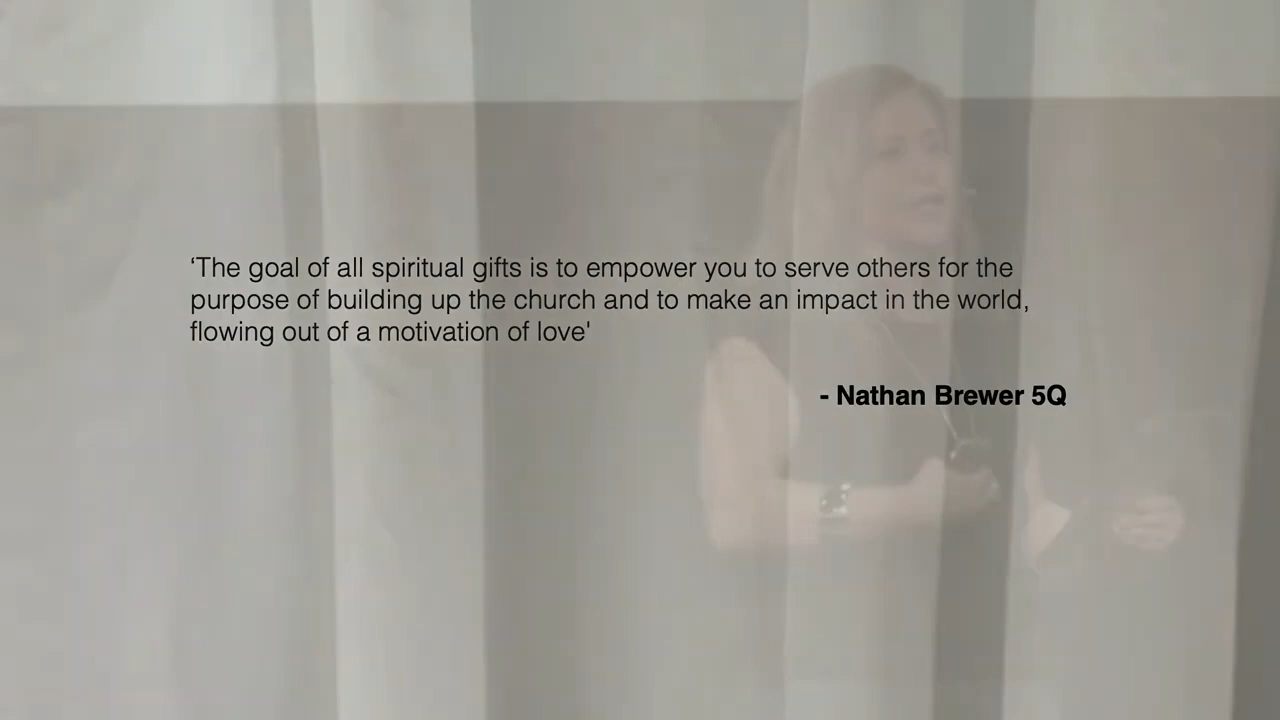 ‘The goal of all spiritual gifts is to empower you to serve others for the
purpose of building up the church and to make an impact in the world,
flowing out of a motivation of love'
- Nathan Brewer 5Q